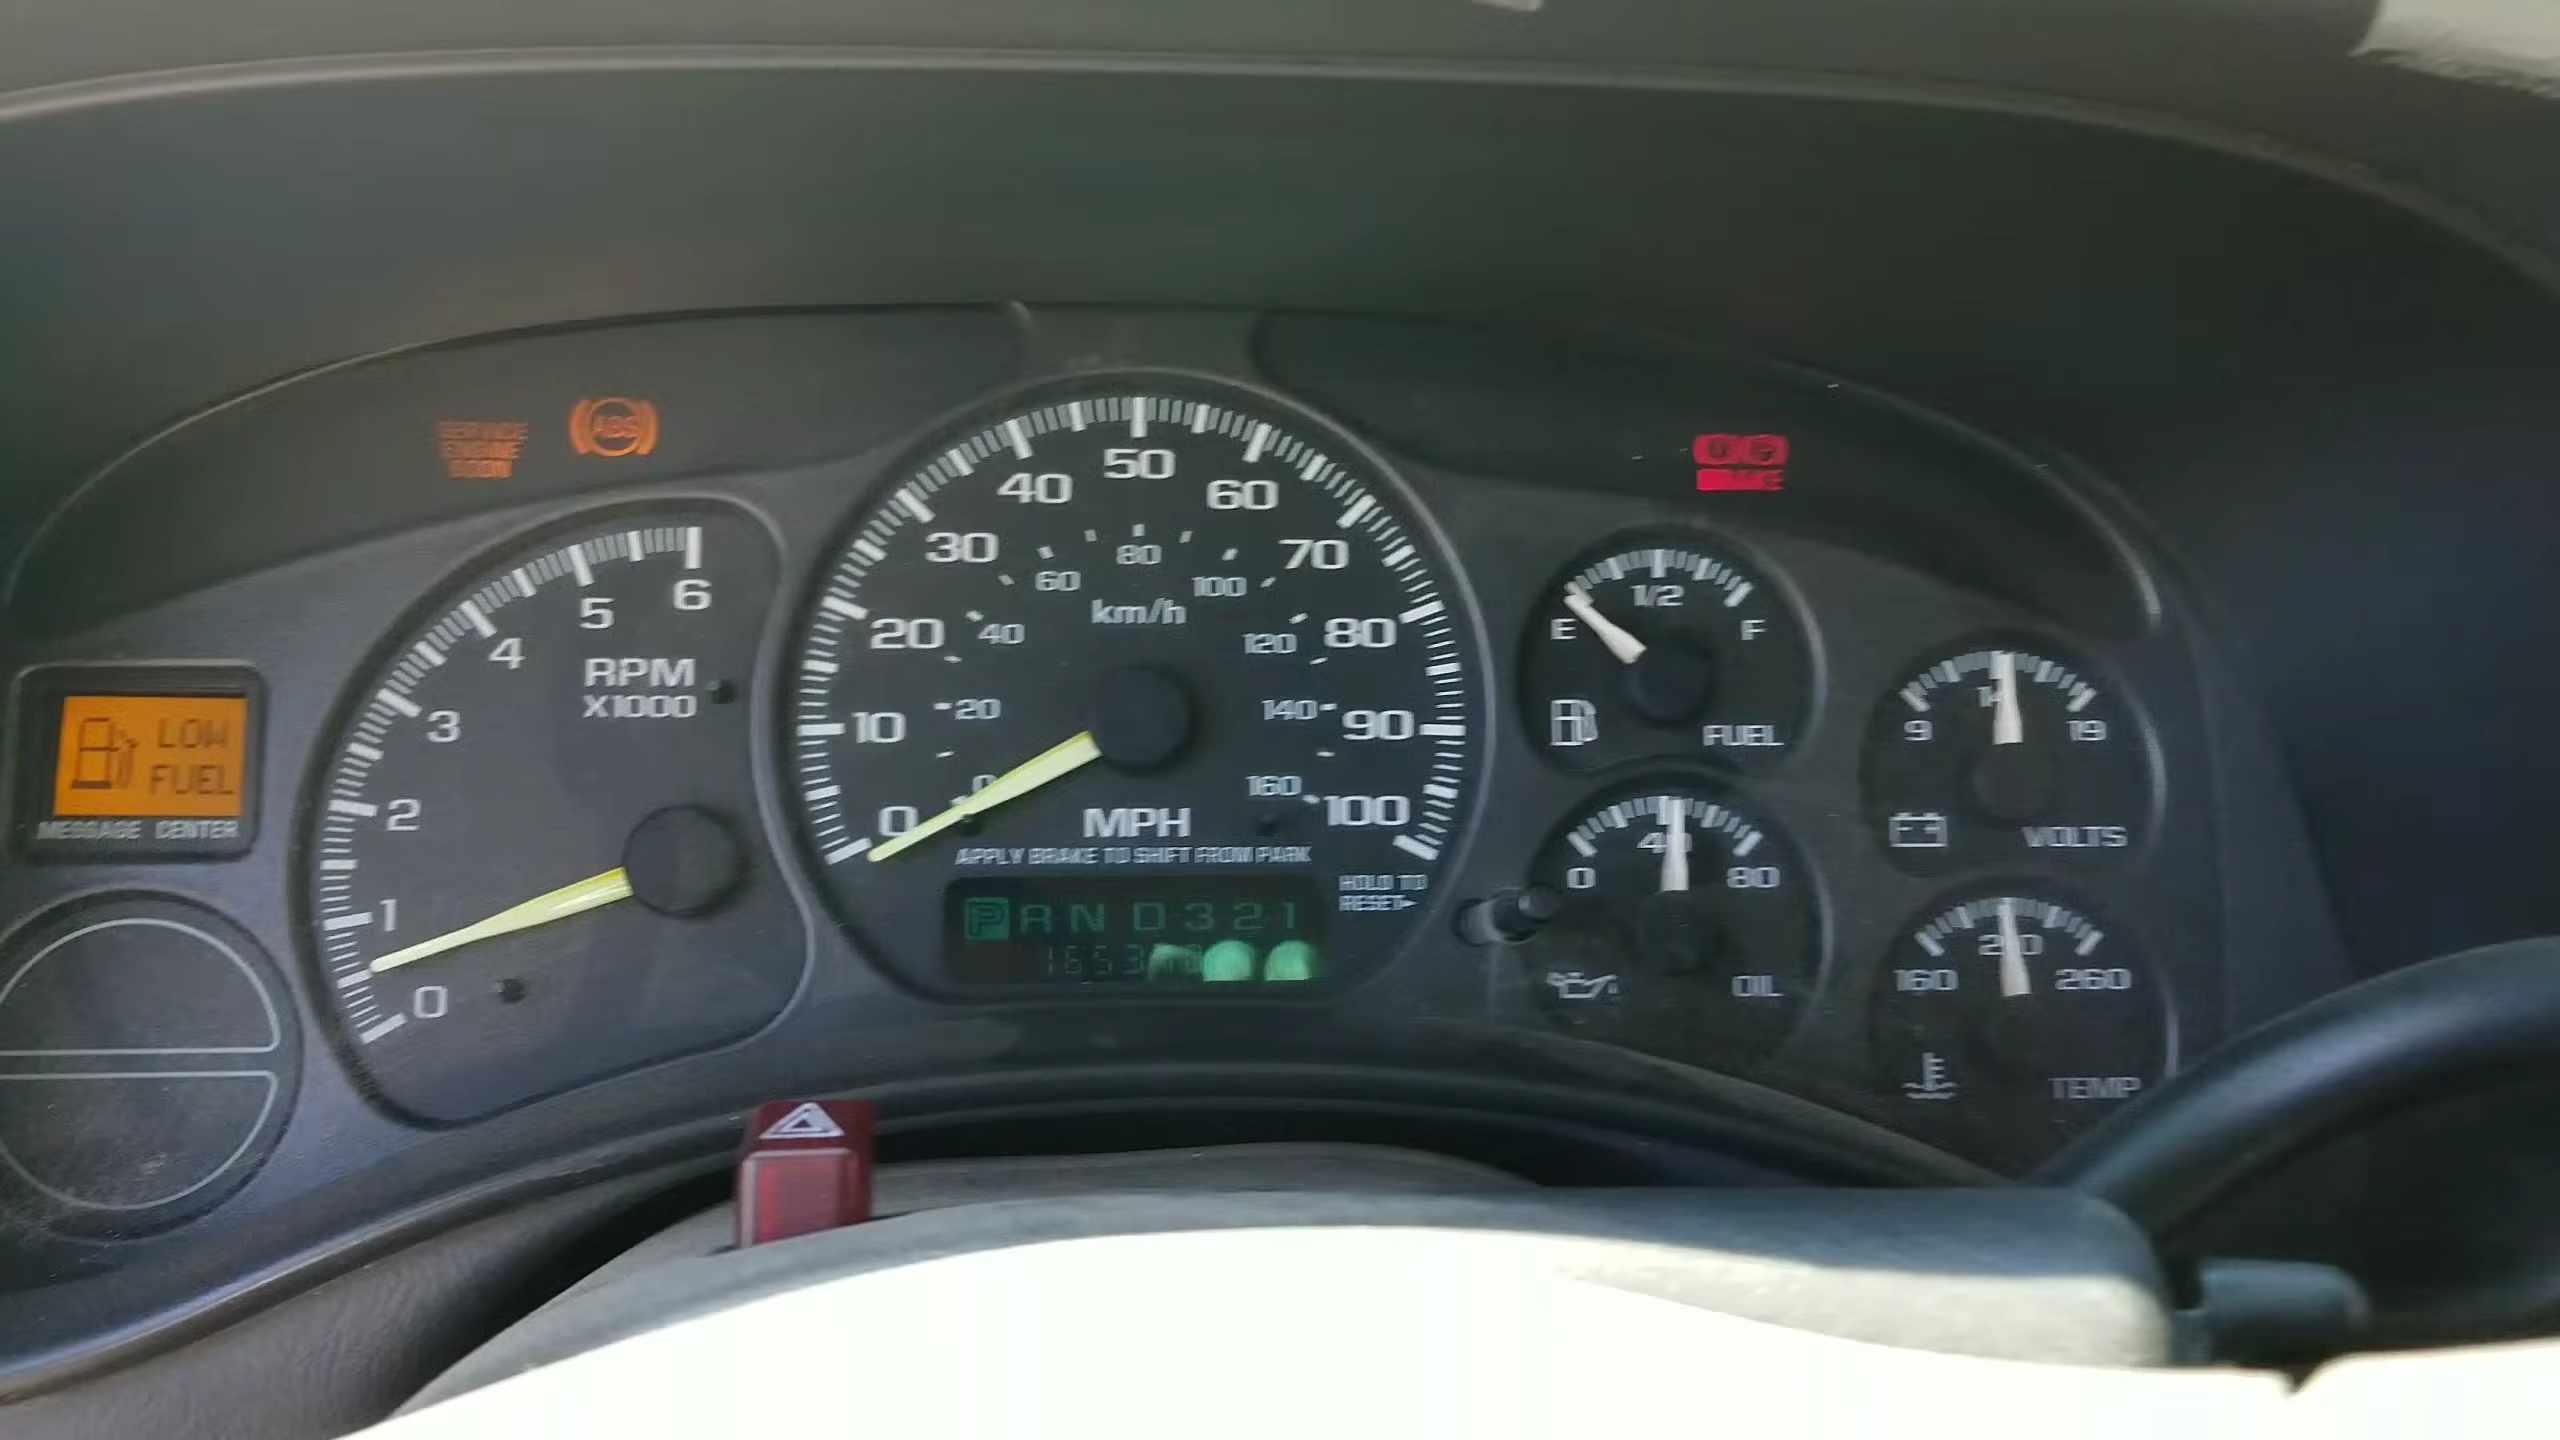 SERVICE
ENGINE
SOON
ABS
LOW
FUEL
MESSAGE CENTER
0
1
2
3
4
5
6
RPM
X1000
0
10
20
30
40
50
60
70
80
90
100
0
20
40
60
80
100
120
140
160
km/h
MPH
APPLY BRAKE TO SHIFT FROM PARK
P R N D 3 2 1
HOLD TO
RESET
E 1/2 F
FUEL
9 19
VOLTS
0 40 80
OIL
160 210 260
TEMP